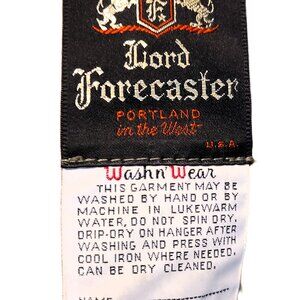 F
Lord
Forecaster
PORTLAND
in the West
U.S.A.
Wash n' Wear
THIS GARMENT MAY BE
WASHED BY HAND OR BY
MACHINE IN LUKEWARM
WATER, DO NOT SPIN DRY.
DRIP-DRY ON HANGER AFTER
WASHING AND PRESS WITH
COOL IRON WHERE NEEDED.
CAN BE DRY CLEANED.
NAME